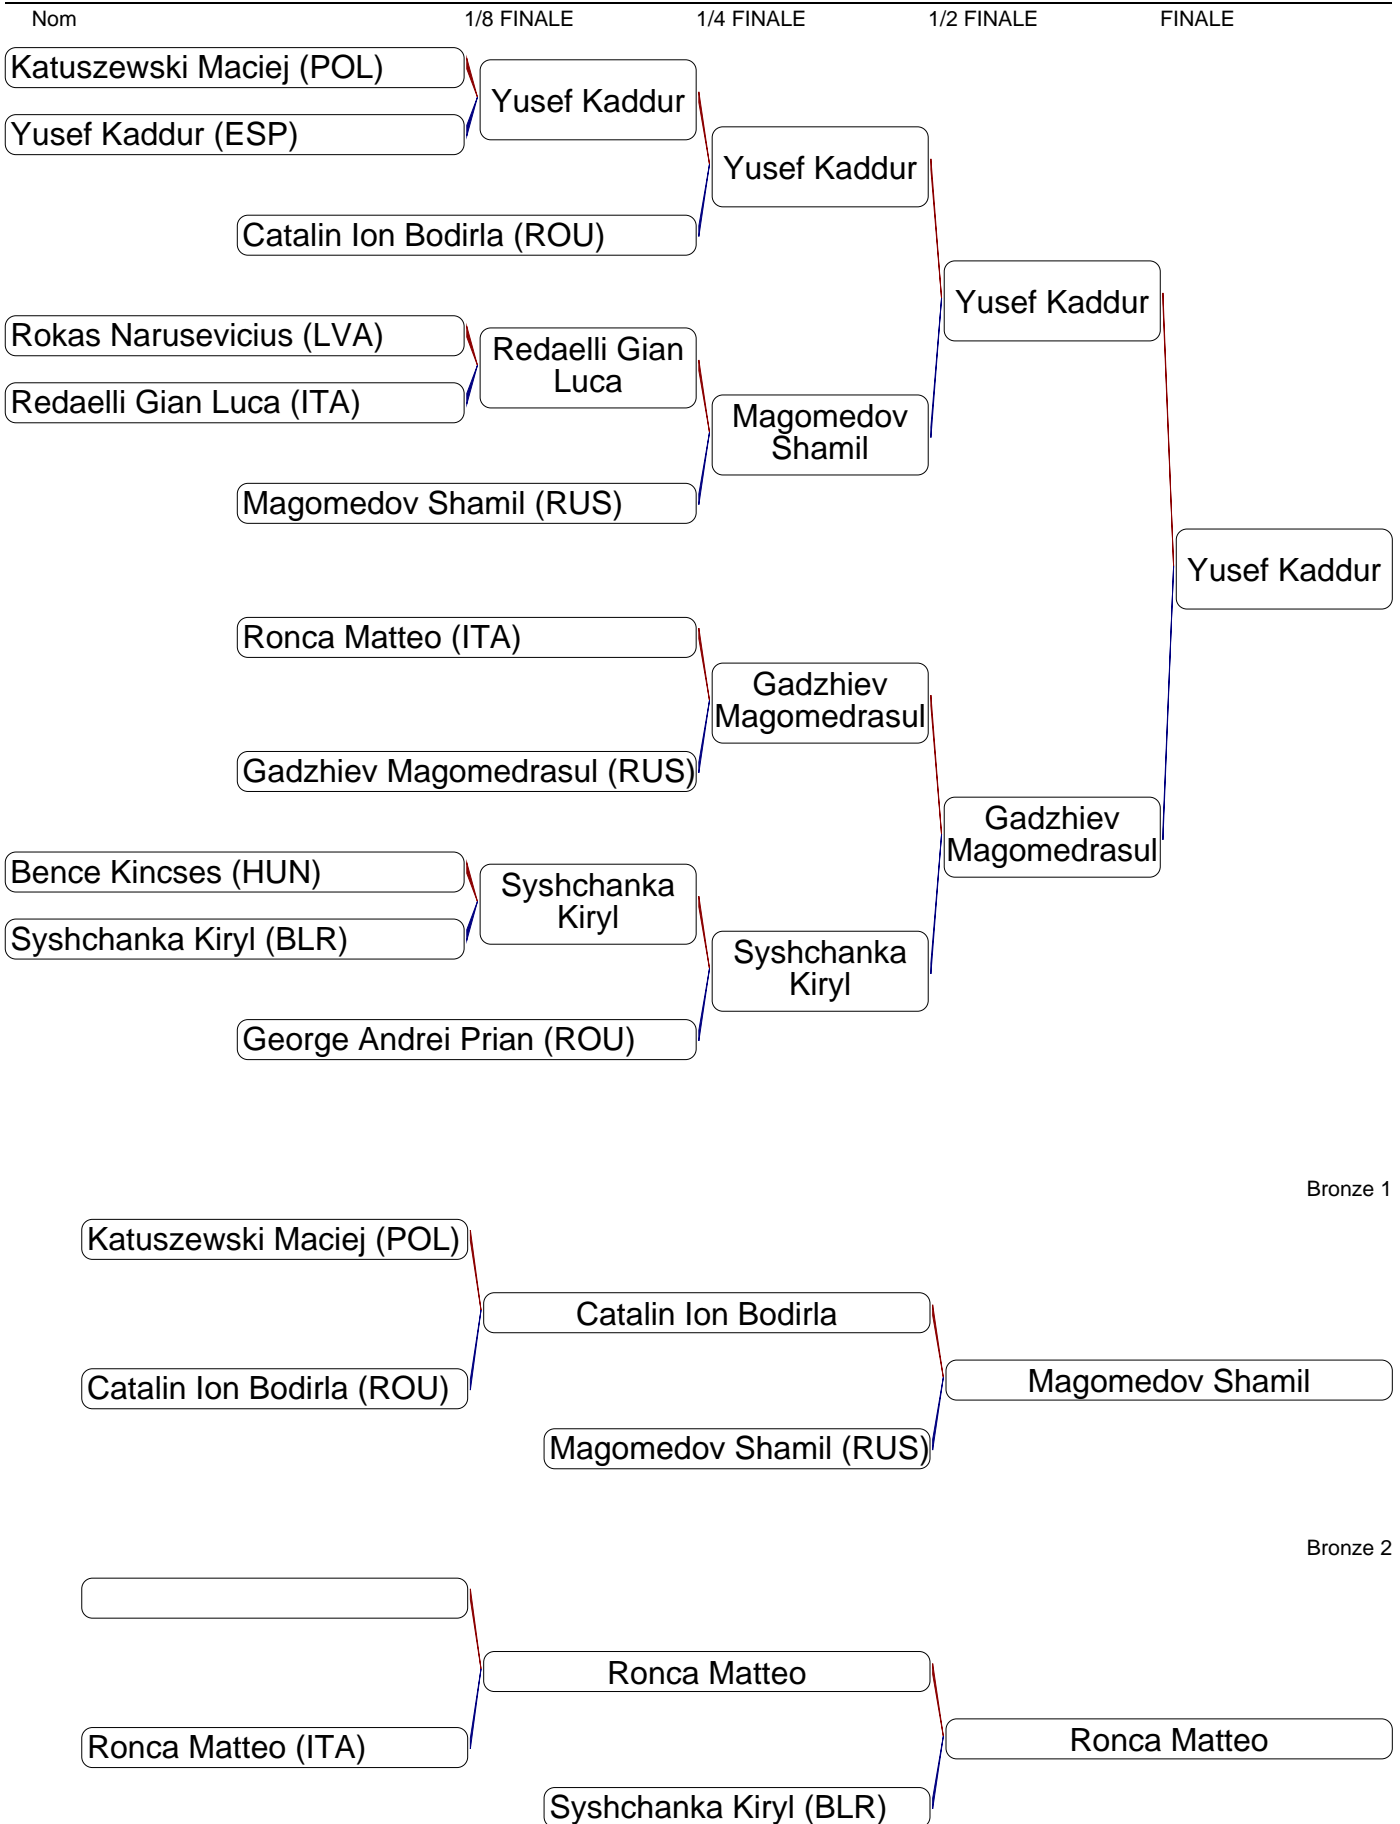 Nom 1/8 FINALE 1/4 FINALE 1/2 FINALE FINALE
Katuszewski Maciej (POL)
Yusef Kaddur
Yusef Kaddur (ESP)
Yusef Kaddur
Catalin Ion Bodirla (ROU)
Yusef Kaddur
Rokas Narusevicius (LVA)
Redaelli Gian
Luca
Redaelli Gian Luca (ITA)
Magomedov
Shamil
Magomedov Shamil (RUS)
Yusef Kaddur
Ronca Matteo (ITA)
Gadzhiev
Magomedrasul
Gadzhiev Magomedrasul (RUS)
Gadzhiev
Magomedrasul
Bence Kincses (HUN)
Syshchanka
Kiryl
Syshchanka Kiryl (BLR)
Syshchanka
Kiryl
George Andrei Prian (ROU)
Bronze 1
Katuszewski Maciej (POL)
Catalin Ion Bodirla
Catalin Ion Bodirla (ROU)
Magomedov Shamil
Magomedov Shamil (RUS)
Bronze 2
Ronca Matteo
Ronca Matteo (ITA)
Ronca Matteo
Syshchanka Kiryl (BLR)